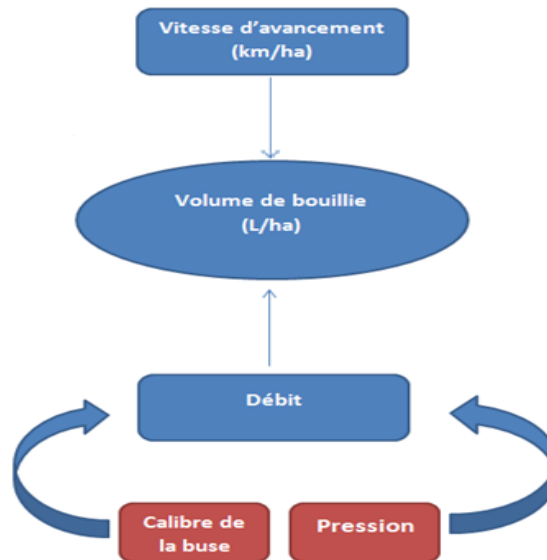 Vitesse d’avancement
(km/ha)
Volume de bouillie
(L/ha)
Débit
Calibre de
la buse
Pression